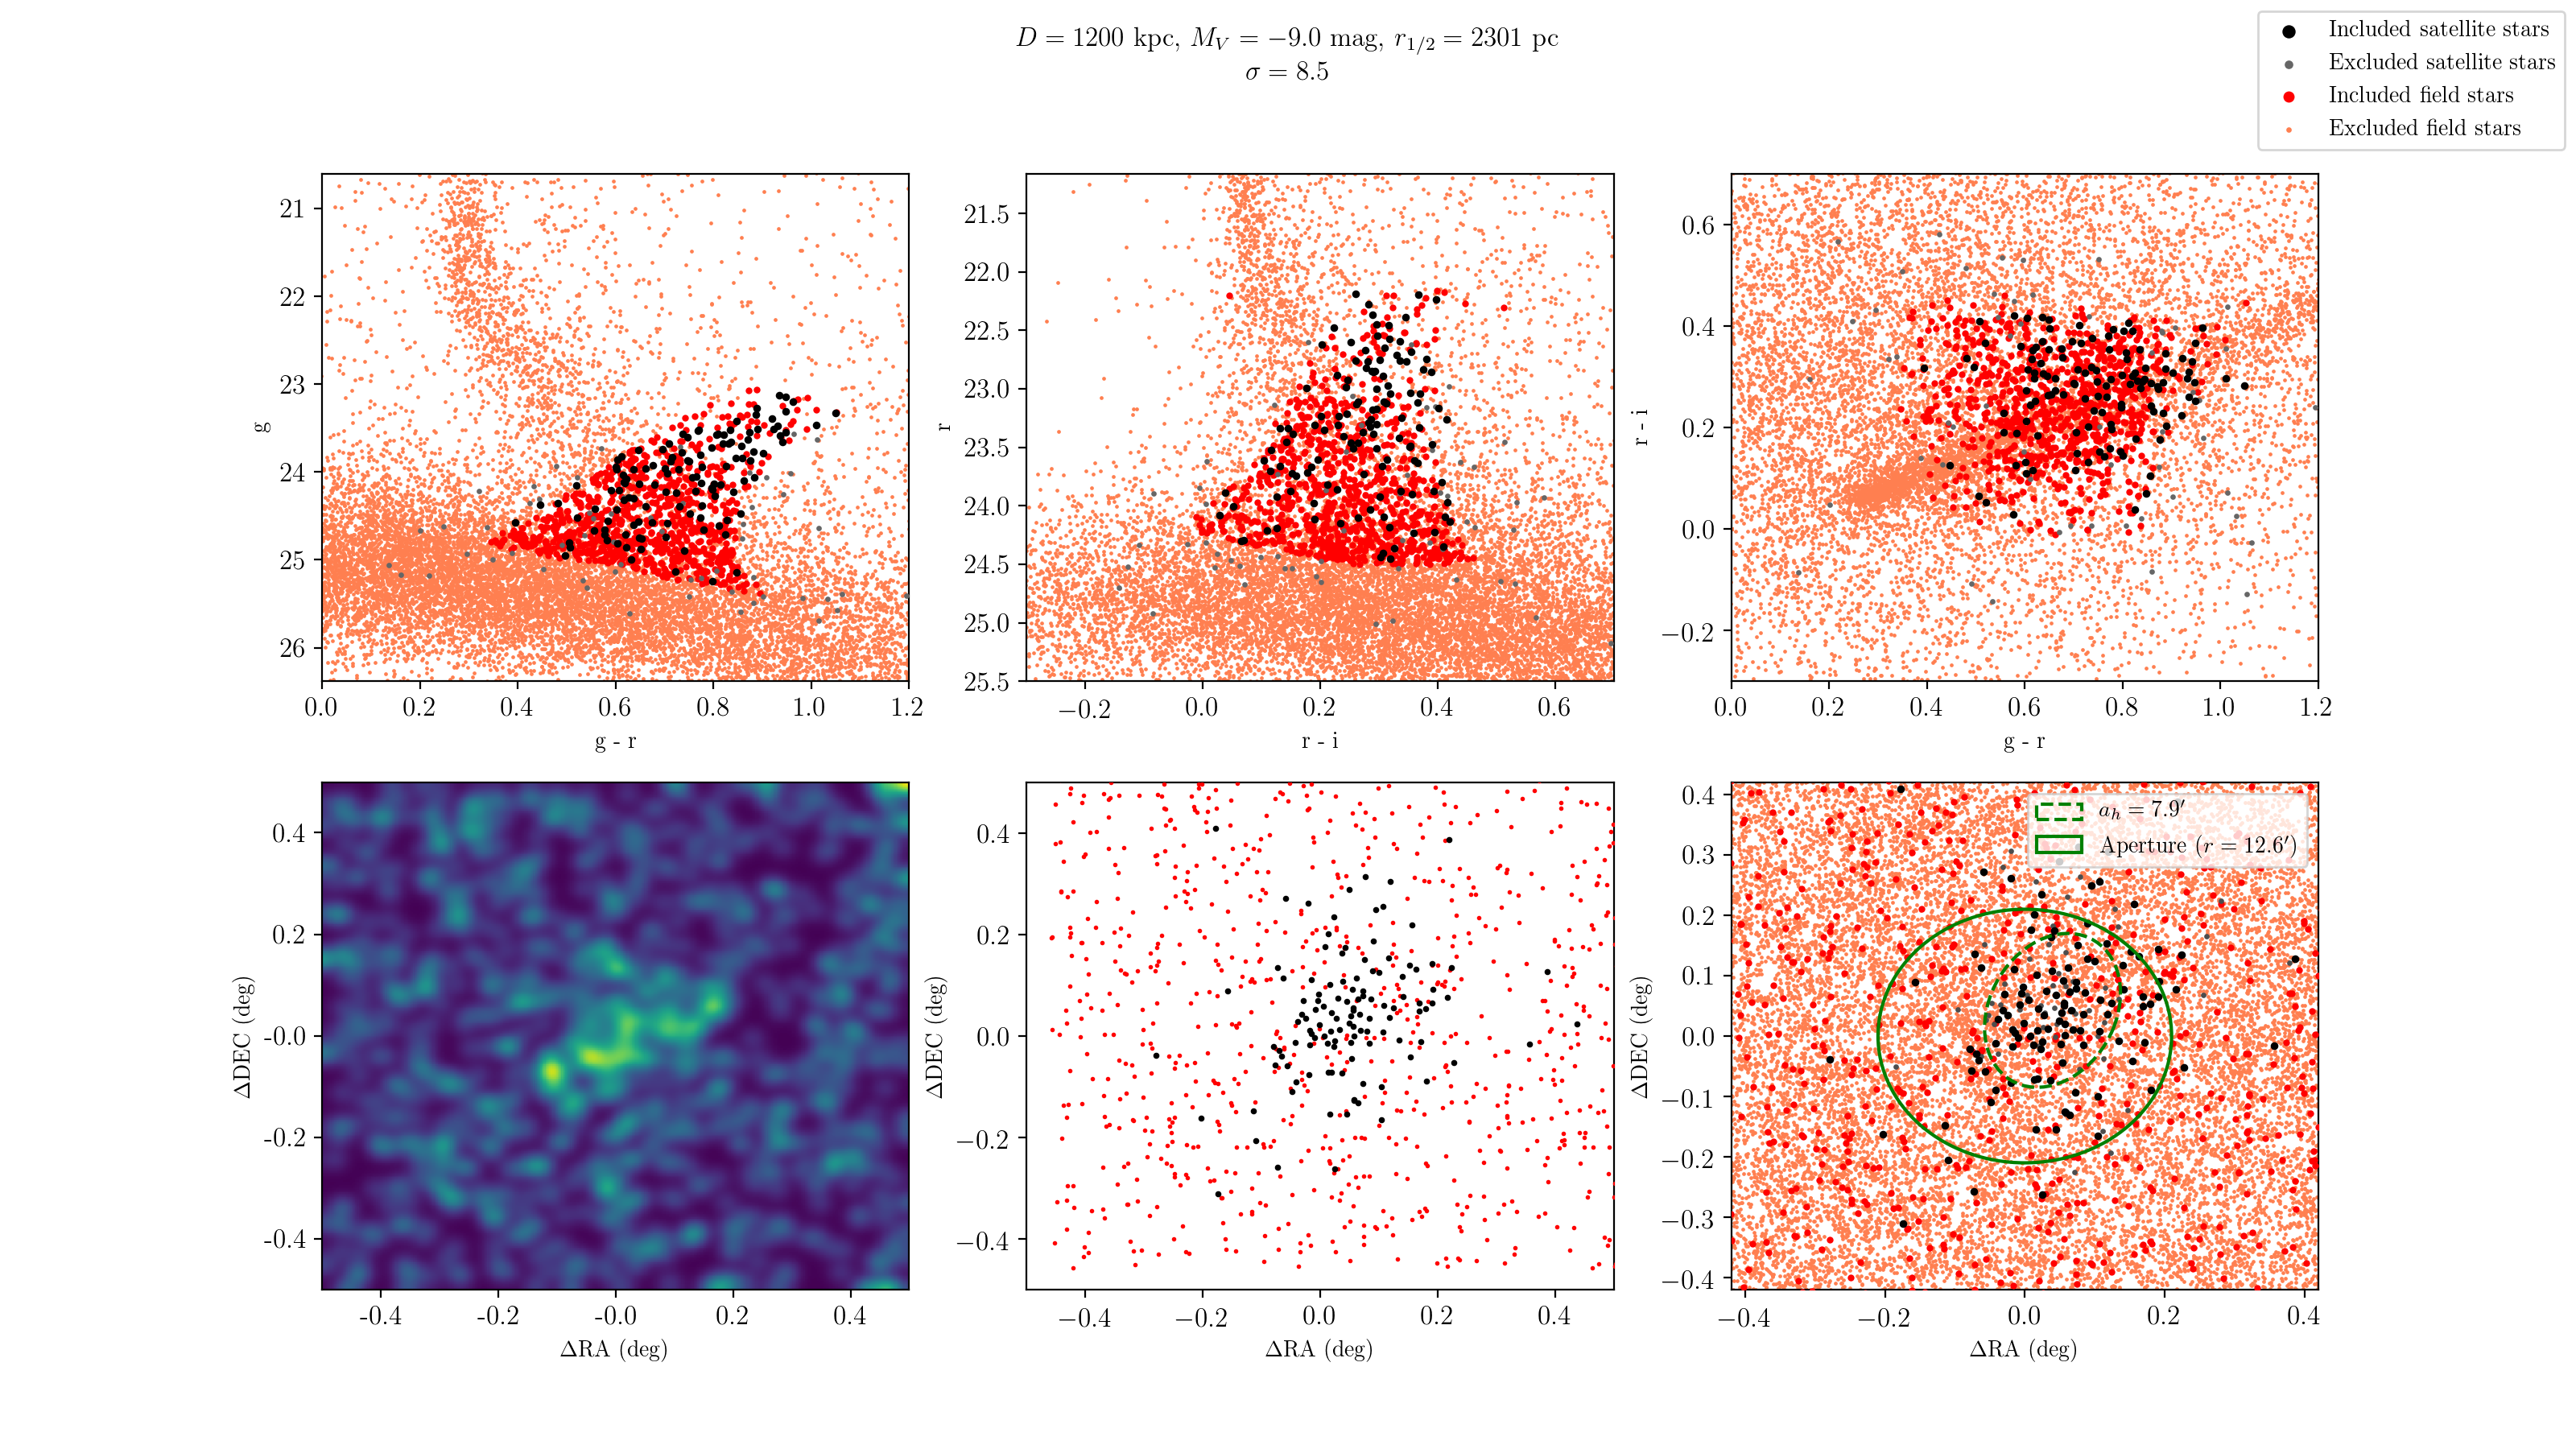 D = 1200 kpc, M_V = −9.0 mag, r_{1/2} = 2301 pc
σ = 8.5
Included satellite stars
Excluded satellite stars
Included field stars
Excluded field stars
21
22
23
24
25
26
g
0.0 0.2 0.4 0.6 0.8 1.0 1.2
g - r
21.5
22.0
22.5
23.0
23.5
24.0
24.5
25.0
25.5
r
−0.2 0.0 0.2 0.4 0.6
r - i
0.6
0.4
0.2
0.0
−0.2
r - i
0.0 0.2 0.4 0.6 0.8 1.0 1.2
g - r
0.4
0.2
-0.0
-0.2
-0.4
ΔDEC (deg)
-0.4 -0.2 -0.0 0.2 0.4
ΔRA (deg)
0.4
0.2
0.0
−0.2
−0.4
ΔDEC (deg)
−0.4 −0.2 0.0 0.2 0.4
ΔRA (deg)
a_h = 7.9′
Aperture (r = 12.6′)
0.4
0.3
0.2
0.1
0.0
−0.1
−0.2
−0.3
−0.4
ΔDEC (deg)
−0.4 −0.2 0.0 0.2 0.4
ΔRA (deg)